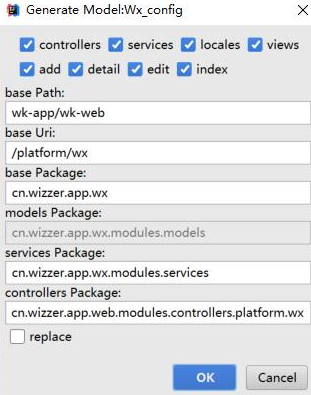 Generate Model:Wx_config
controllers services locales views
add detail edit index
base Path:
wk-app/wk-web
base Uri:
/platform/wx
base Package:
cn.wizzer.app.wx
models Package:
cn.wizzer.app.wx.modules.models
services Package:
cn.wizzer.app.wx.modules.services
controllers Package:
cn.wizzer.app.web.modules.controllers.platform.wx
replace
OK Cancel